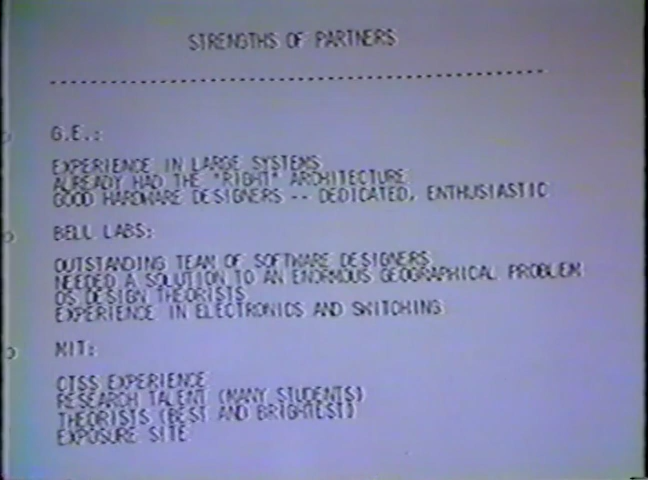 STRENGTHS OF PARTNERS
G.E.:
EXPERIENCE IN LARGE SYSTEMS
ALREADY HAD THE "RIGHT" ARCHITECTURE
GOOD HARDWARE DESIGNERS -- DEDICATED, ENTHUSIASTIC
BELL LABS:
OUTSTANDING TEAM OF SOFTWARE DESIGNERS
NEEDED A SOLUTION TO AN ENORMOUS GEOGRAPHICAL PROBLEM
OS DESIGN THEORISTS
EXPERIENCE IN ELECTRONICS AND SWITCHING
MIT:
CTSS EXPERIENCE
RESEARCH TALENT (MANY STUDENTS)
THEORISTS (BEST AND BRIGHTEST)
EXPOSURE SITE